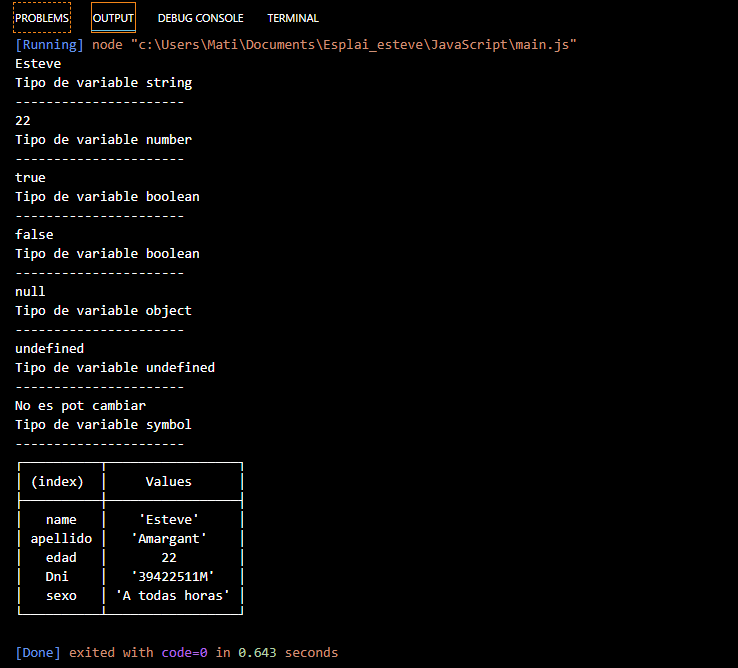 PROBLEMS OUTPUT DEBUG CONSOLE TERMINAL
[Running] node "c:\Users\Mati\Documents\Esplai_esteve\JavaScript\main.js"
Esteve
Tipo de variable string
----------------------
22
Tipo de variable number
----------------------
true
Tipo de variable boolean
----------------------
false
Tipo de variable boolean
----------------------
null
Tipo de variable object
----------------------
undefined
Tipo de variable undefined
----------------------
No es pot cambiar
Tipo de variable symbol
----------------------
(index) Values
name 'Esteve'
apellido 'Amargant'
edad 22
Dni '39422511M'
sexo 'A todas horas'
[Done] exited with code=0 in 0.643 seconds